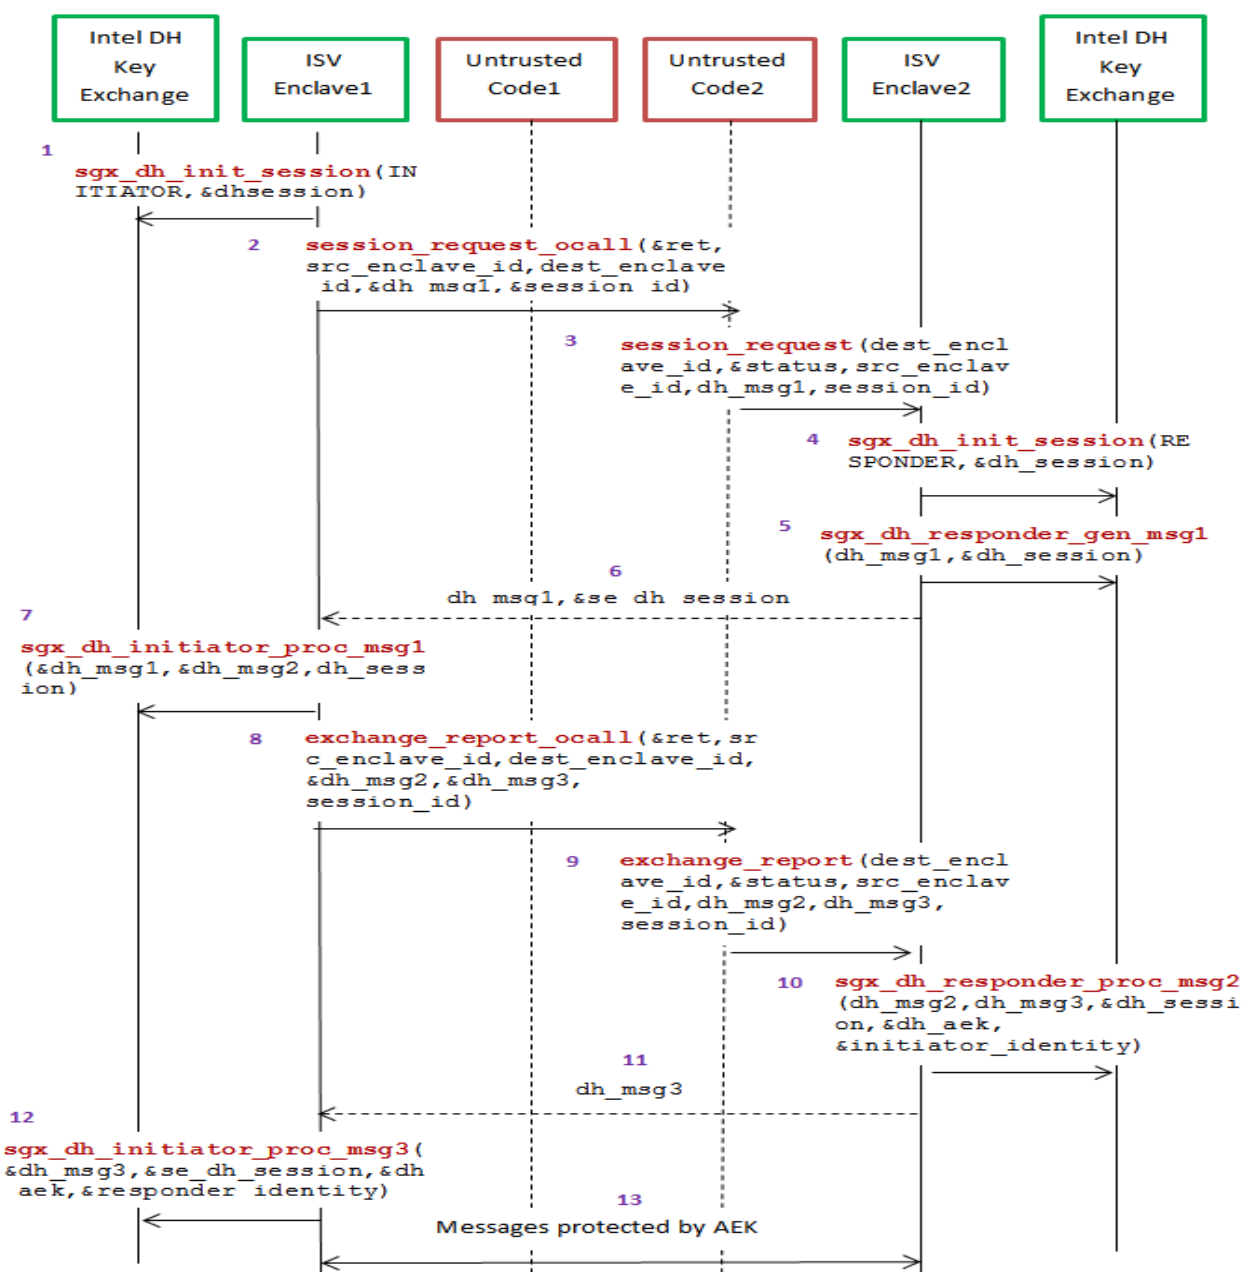 Intel DH
Key
Exchange
ISV
Enclave1
Untrusted
Code1
Untrusted
Code2
ISV
Enclave2
Intel DH
Key
Exchange
1
sgx_dh_init_session(IN
ITIATOR,&dhsession)
2
session_request_ocall(&ret,
src_enclave_id,dest_enclave
_id,&dh_msg1,&session_id)
3
session_request(dest_encl
ave_id,&status,src_enclav
e_id,dh_msg1,session_id)
4
sgx_dh_init_session(RE
SPONDER,&dh_session)
5
sgx_dh_responder_gen_msg1
(dh_msg1,&dh_session)
6
dh_msg1,&se_dh_session
7
sgx_dh_initiator_proc_msg1
(&dh_msg1,&dh_msg2,dh_sess
ion)
8
exchange_report_ocall(&ret,sr
c_enclave_id,dest_enclave_id,
&dh_msg2,&dh_msg3,
session_id)
9
exchange_report(dest_encl
ave_id,&status,src_enclav
e_id,dh_msg2,dh_msg3,
session_id)
10
sgx_dh_responder_proc_msg2
(dh_msg2,dh_msg3,&dh_sessi
on,&dh_aek,
&initiator_identity)
11
dh_msg3
12
sgx_dh_initiator_proc_msg3(
&dh_msg3,&se_dh_session,&dh
_aek,&responder_identity)
13
Messages protected by AEK